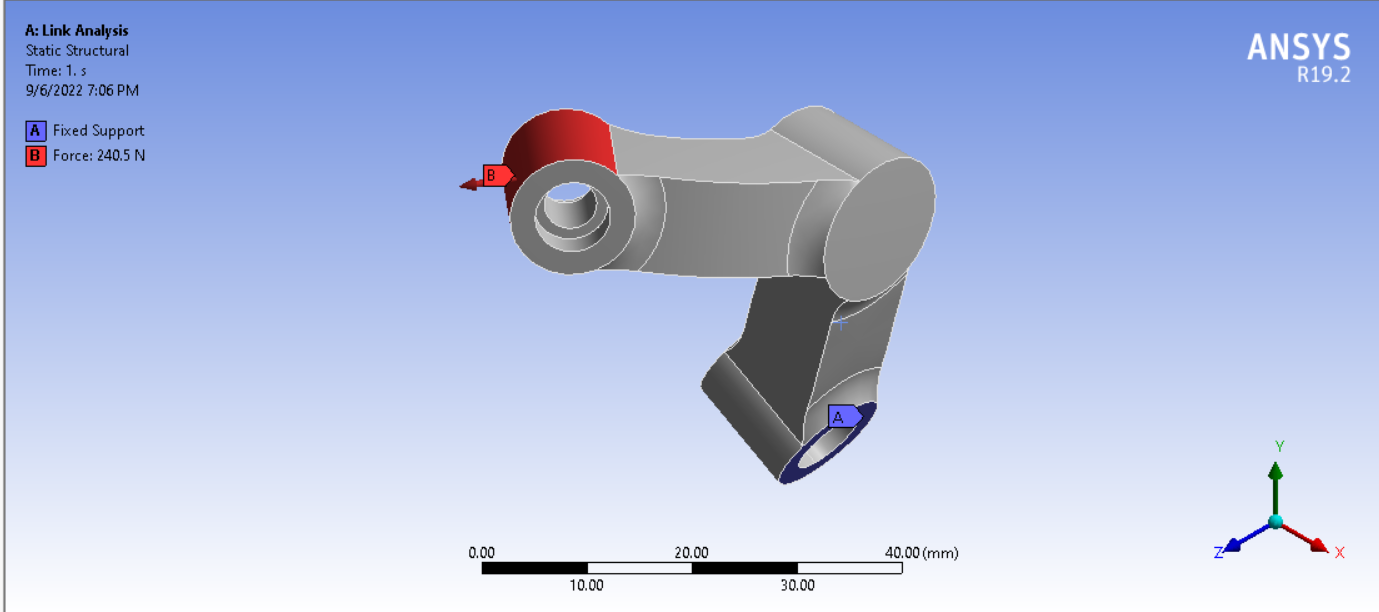 A: Link Analysis
Static Structural
Time: 1. s
9/6/2022 7:06 PM
A Fixed Support
B Force: 240.5 N
ANSYS
R19.2
B
A
0.00 20.00 40.00 (mm)
10.00 30.00
Y
Z X